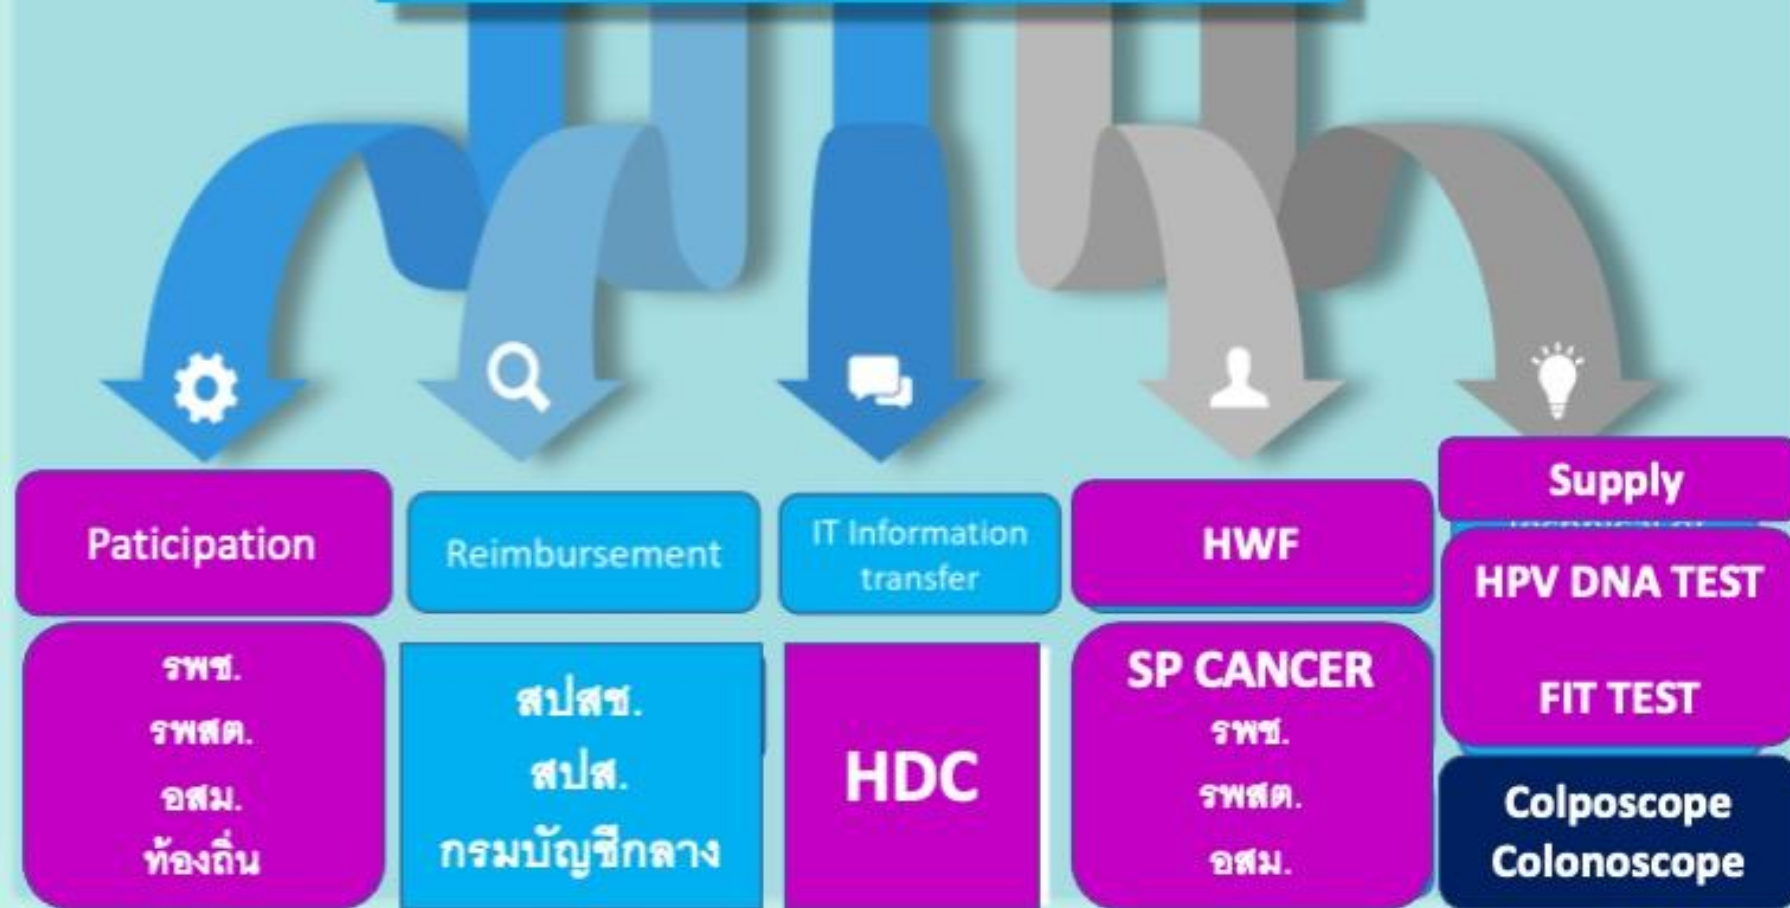 Paticipation
รพช.
รพสต.
อสม.
ท้องถิ่น
Reimbursement
สปสช.
สปส.
กรมบัญชีกลาง
IT Information
transfer
HDC
HWF
SP CANCER
รพช.
รพสต.
อสม.
Supply
HPV DNA TEST
FIT TEST
Colposcope
Colonoscope